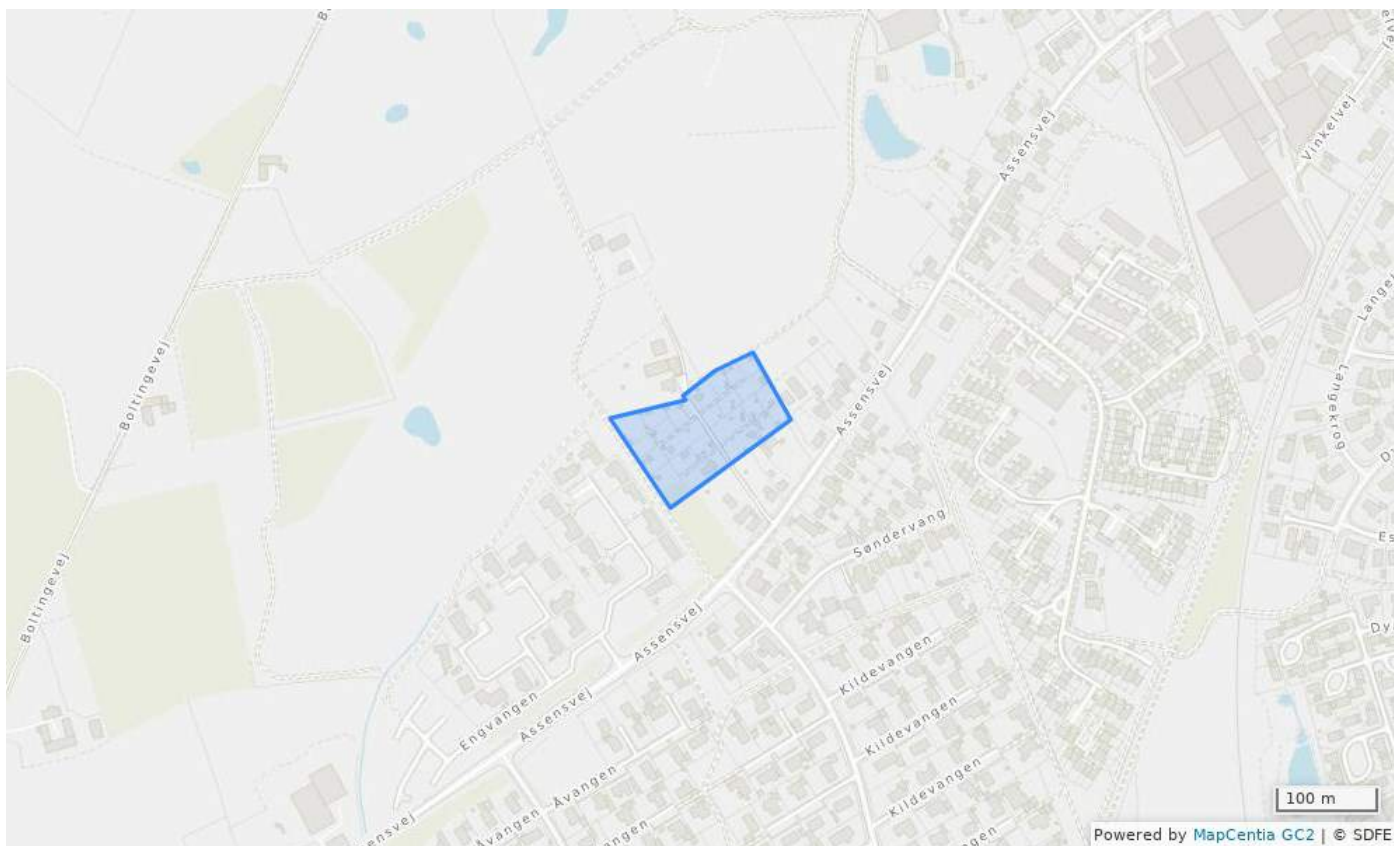 Assensvej
Vinkelvej
Boltingevej
Assensvej
Langekrog
Boltingevej
Søndervang
Assensvej
Kildevangen
Engvangen
Assensvej
Kildevangen
Åvangen
Åvangen
Kildevangen
100 m
Powered by MapCentia GC2 | © SDFE